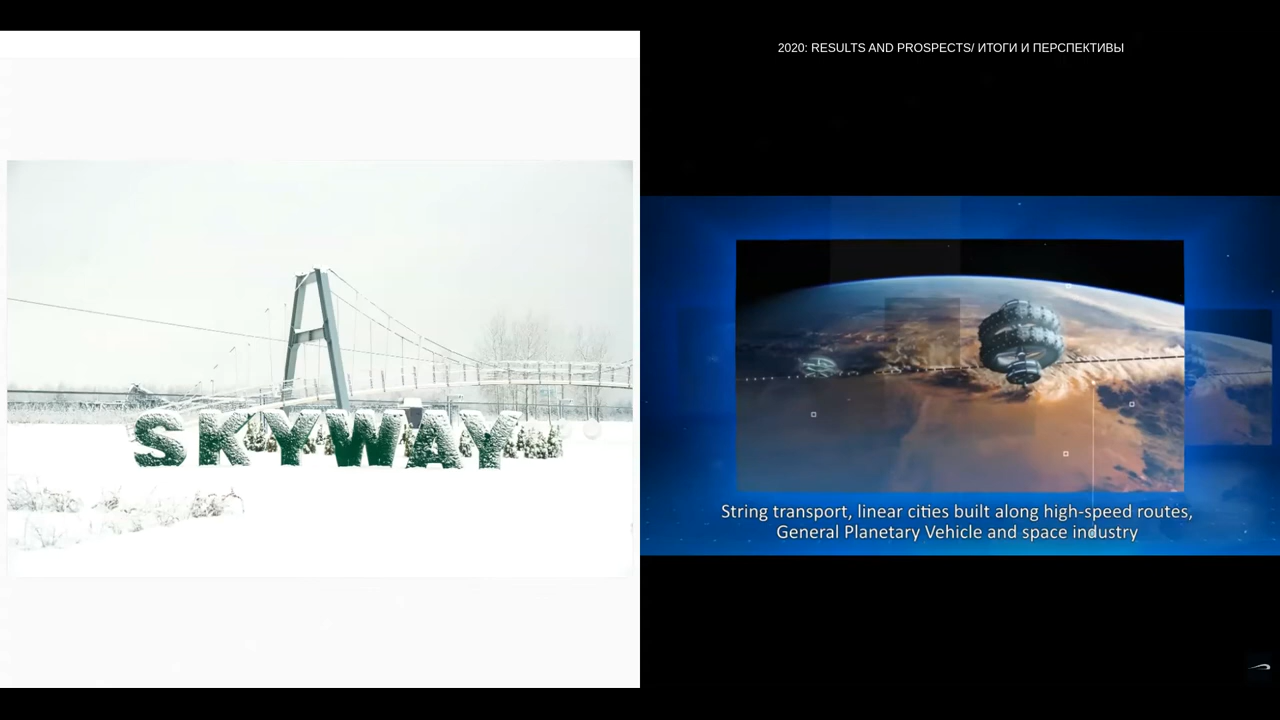 2020: RESULTS AND PROSPECTS/ ИТОГИ И ПЕРСПЕКТИВЫ
SKYWAY
String transport, linear cities built along high-speed routes,
General Planetary Vehicle and space industry